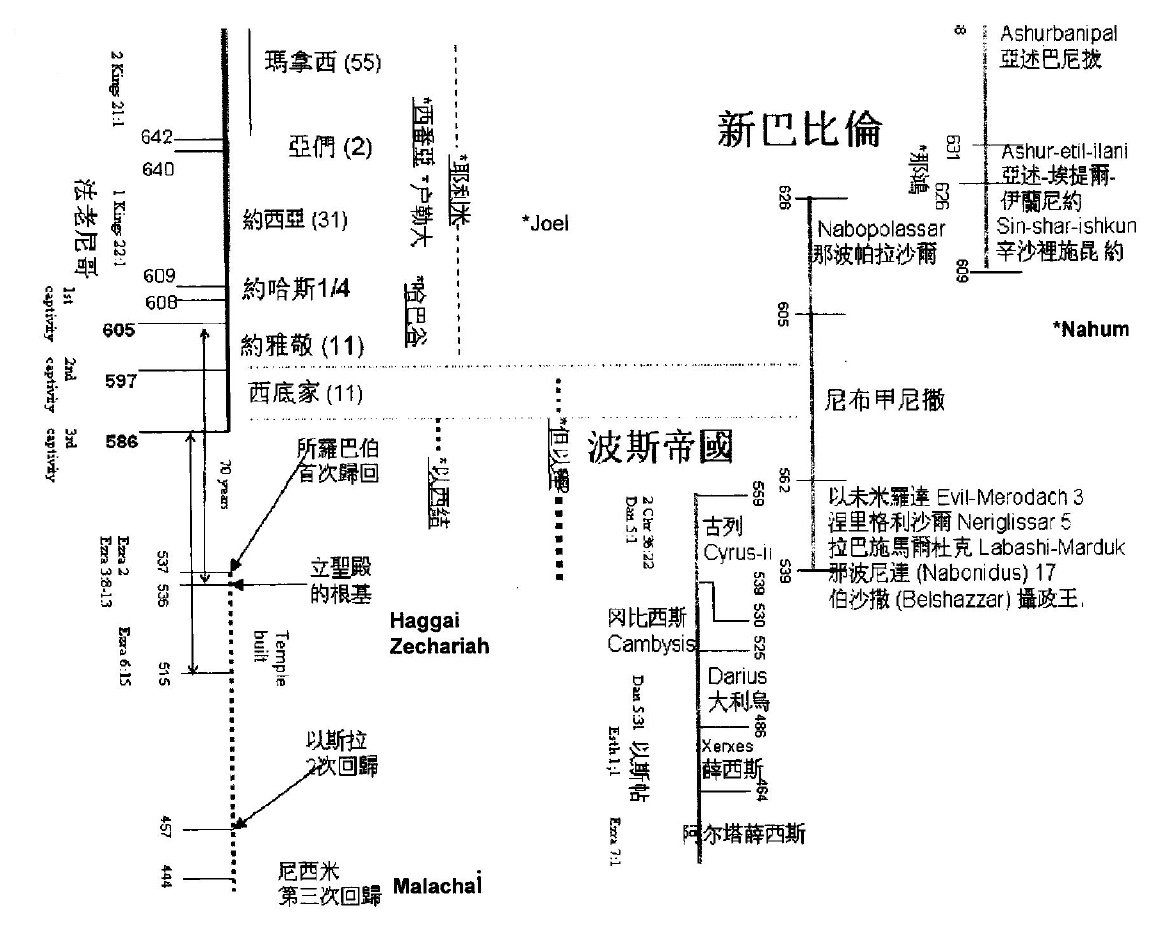 2 Kings 21:1
瑪拿西 (55)
642
亞們 (2)
640
法老尼哥
1 Kings 22:1
約西亞 (31)
609
608
約哈斯1/4
1st
captivity
605
約雅敬 (11)
2nd
captivity
597
西底家 (11)
3rd
captivity
586
*西番亞 *户勒大
*哈巴谷
*耶利米
*Joel
*以西結
70 years
所羅巴伯
首次歸回
Ezra 2
Ezra 3:8-13
537
536
立聖殿
的根基
Haggai
Zechariah
Ezra 6:15
515
Temple
built
以斯拉
2次回歸
457
444
尼西米
第三次回歸
Malachai
波斯帝國
2 Chr 36:22
Dan 5:1
559
古列
Cyrus-ii
539
530
冈比西斯
Cambysis
525
Dan 5:31
Darius
大利烏
486
Esth 1;1
以斯帖
Xerxes
薛西斯
464
Ezra 7:1
阿尔塔薛西斯
新巴比倫
626
Nabopolassar
那波帕拉沙爾
605
尼布甲尼撒
562
以未米羅達 Evil-Merodach 3
涅里格利沙爾 Neriglissar 5
拉巴施馬爾杜克 Labashi-Marduk
那波尼達 (Nabonidus) 17
伯沙撒 (Belshazzar) 攝政王.
539
8
Ashurbanipal
亞述巴尼拔
631
*那鴻
626
Ashur-etil-ilani
亞述-埃提爾-
伊蘭尼約
Sin-shar-ishkun
辛沙裡施昆 約
609
*Nahum